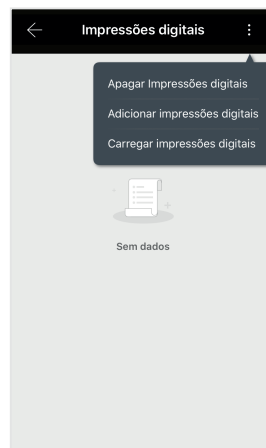 Impressões digitais
Apagar Impressões digitais
Adicionar impressões digitais
Carregar impressões digitais
Sem dados